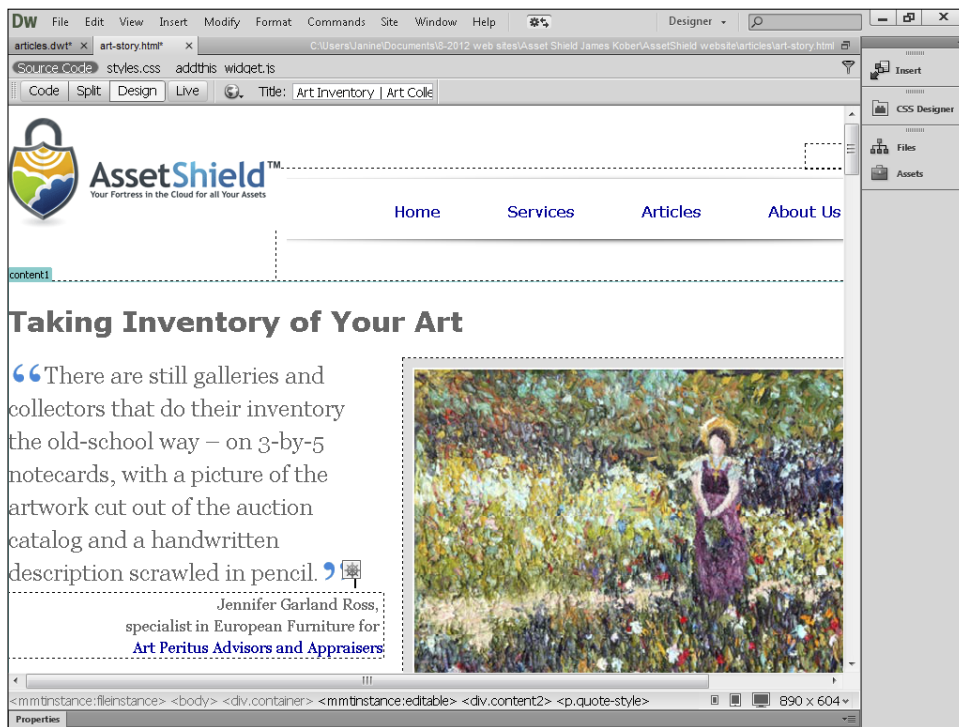 DW File Edit View Insert Modify Format Commands Site Window Help Designer
articles.dwt* × art-story.html* × C:\Users\Janine\Documents\8-2012 web sites\Asset Shield James Kober\AssetShield website\articles\art-story.html
Source Code styles.css addthis_widget.js
Code Split Design Live Title: Art Inventory | Art Colle
Insert
CSS Designer
Files
Assets
AssetShield™
Your Fortress in the Cloud for all Your Assets
Home Services Articles About Us
content1
Taking Inventory of Your Art
“There are still galleries and
collectors that do their inventory
the old-school way – on 3-by-5
notecards, with a picture of the
artwork cut out of the auction
catalog and a handwritten
description scrawled in pencil. ”
Jennifer Garland Ross,
specialist in European Furniture for
Art Peritus Advisors and Appraisers
<mmtinstance:fileinstance> <body> <div.container> <mmtinstance:editable> <div.content2> <p.quote-style> 890 × 604
Properties